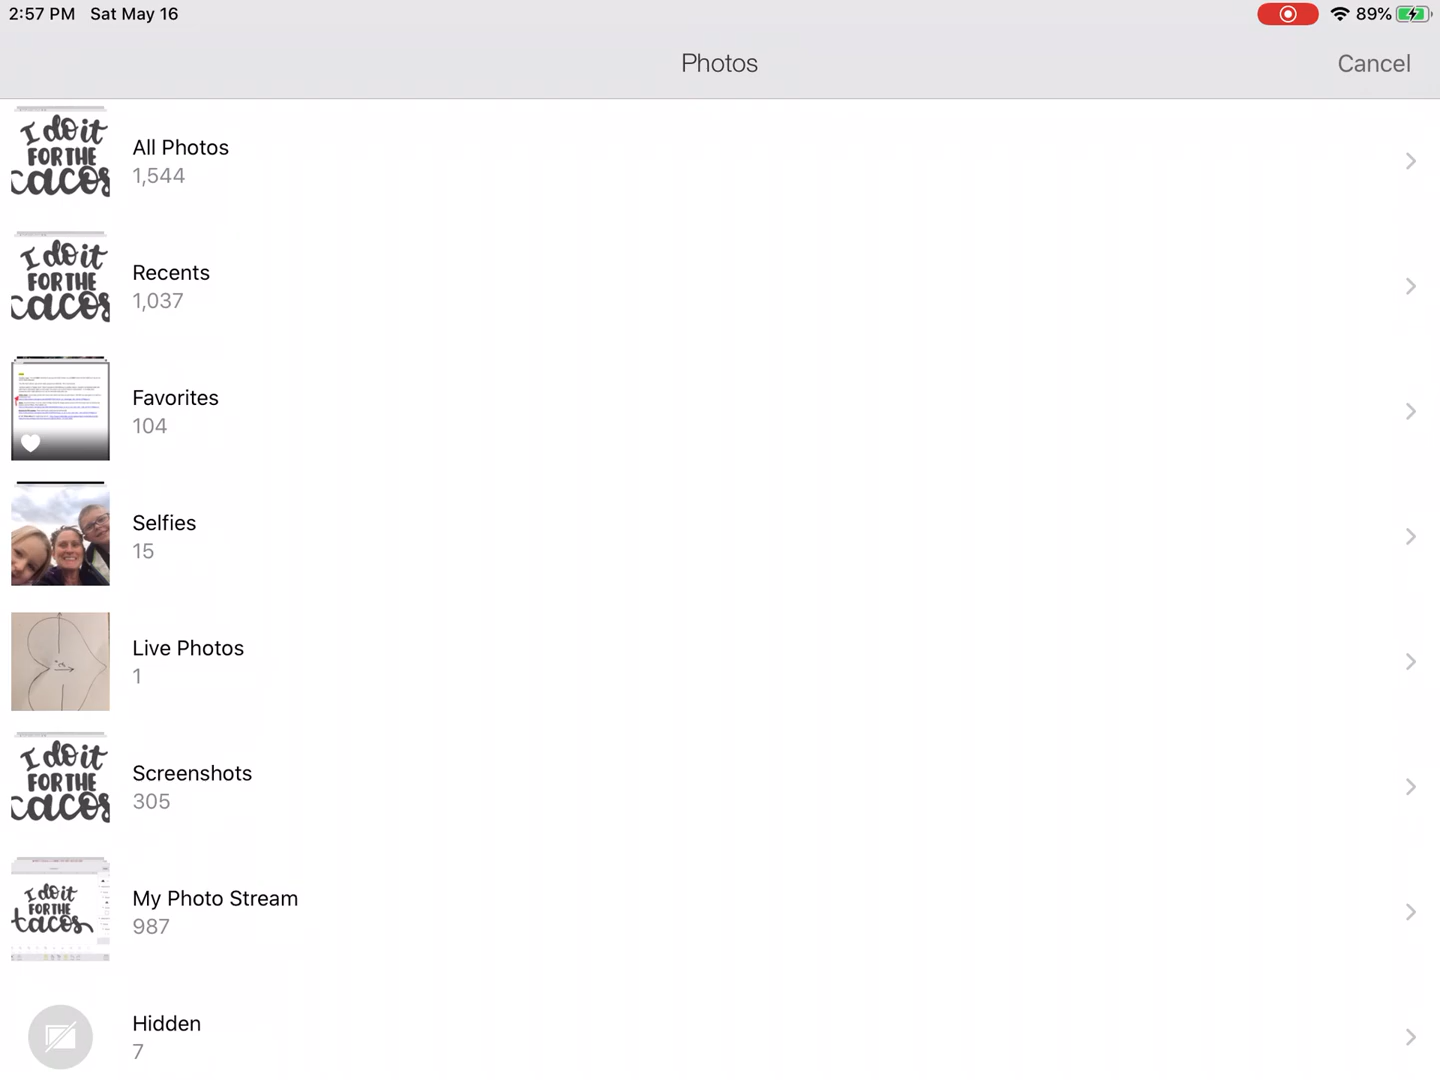 2:57 PM Sat May 16 89%
Photos Cancel
I do it
FOR THE
tacos
All Photos
1,544
I do it
FOR THE
tacos
Recents
1,037
Favorites
104
Selfies
15
Live Photos
1
I do it
FOR THE
tacos
Screenshots
305
I do it
FOR THE
tacos
My Photo Stream
987
Hidden
7